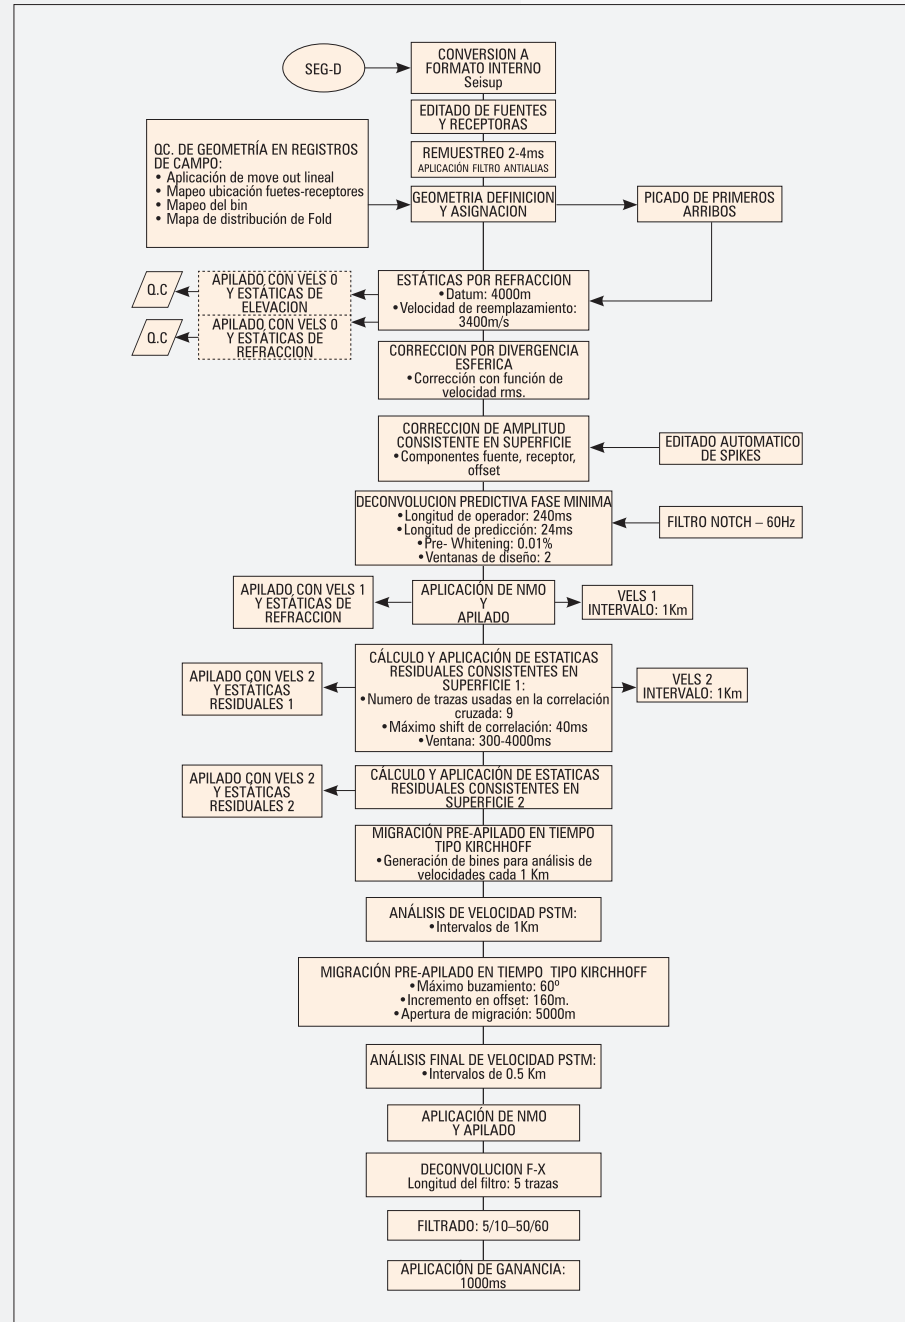 SEG-D
CONVERSION A
FORMATO INTERNO
Seisup
EDITADO DE FUENTES
Y RECEPTORAS
REMUESTREO 2-4ms
APLICACIÓN FILTRO ANTIALIAS
QC. DE GEOMETRÍA EN REGISTROS
DE CAMPO:
• Aplicación de move out lineal
• Mapeo ubicación fuetes-receptores
• Mapeo del bin
• Mapa de distribución de Fold
GEOMETRIA DEFINICION
Y ASIGNACION
PICADO DE PRIMEROS
ARRIBOS
Q.C
APILADO CON VELS 0
Y ESTÁTICAS DE
ELEVACION
ESTÁTICAS POR REFRACCION
• Datum: 4000m
• Velocidad de reemplazamiento:
3400m/s
Q.C
APILADO CON VELS 0
Y ESTÁTICAS DE
REFRACCION
CORRECCION POR DIVERGENCIA
ESFERICA
• Corrección con función de
velocidad rms.
CORRECCION DE AMPLITUD
CONSISTENTE EN SUPERFICIE
• Componentes fuente, receptor,
offset
EDITADO AUTOMATICO
DE SPIKES
DECONVOLUCION PREDICTIVA FASE MINIMA
• Longitud de operador: 240ms
• Longitud de predicción: 24ms
• Pre- Whitening: 0.01%
• Ventanas de diseño: 2
FILTRO NOTCH – 60Hz
APILADO CON VELS 1
Y ESTÁTICAS DE
REFRACCION
APLICACIÓN DE NMO
Y
APILADO
VELS 1
INTERVALO: 1Km
APILADO CON VELS 2
Y ESTÁTICAS
RESIDUALES 1
CÁLCULO Y APLICACIÓN DE ESTATICAS
RESIDUALES CONSISTENTES EN
SUPERFICIE 1:
• Numero de trazas usadas en la correlación
cruzada: 9
• Máximo shift de correlación: 40ms
• Ventana: 300-4000ms
VELS 2
INTERVALO: 1Km
APILADO CON VELS 2
Y ESTÁTICAS
RESIDUALES 2
CÁLCULO Y APLICACIÓN DE ESTATICAS
RESIDUALES CONSISTENTES EN
SUPERFICIE 2
MIGRACIÓN PRE-APILADO EN TIEMPO
TIPO KIRCHHOFF
• Generación de bines para análisis de
velocidades cada 1 Km
ANÁLISIS DE VELOCIDAD PSTM:
• Intervalos de 1Km
MIGRACIÓN PRE-APILADO EN TIEMPO TIPO KIRCHHOFF
• Máximo buzamiento: 60º
• Incremento en offset: 160m.
• Apertura de migración: 5000m
ANÁLISIS FINAL DE VELOCIDAD PSTM:
• Intervalos de 0.5 Km
APLICACIÓN DE NMO
Y APILADO
DECONVOLUCION F-X
Longitud del filtro: 5 trazas
FILTRADO: 5/10–50/60
APLICACIÓN DE GANANCIA:
1000ms